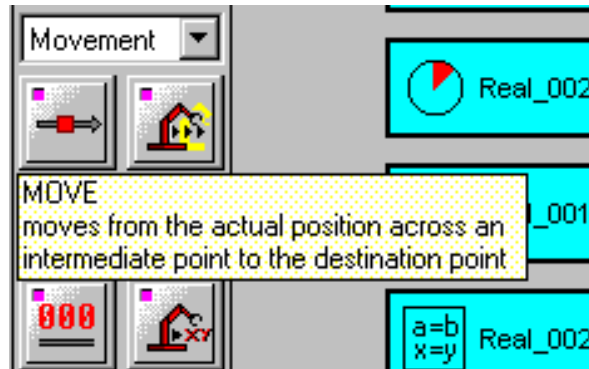 Movement
Real_002
MOVE
moves from the actual position across an
intermediate point to the destination point
_001
000
XY
a=b
x=y
Real_002